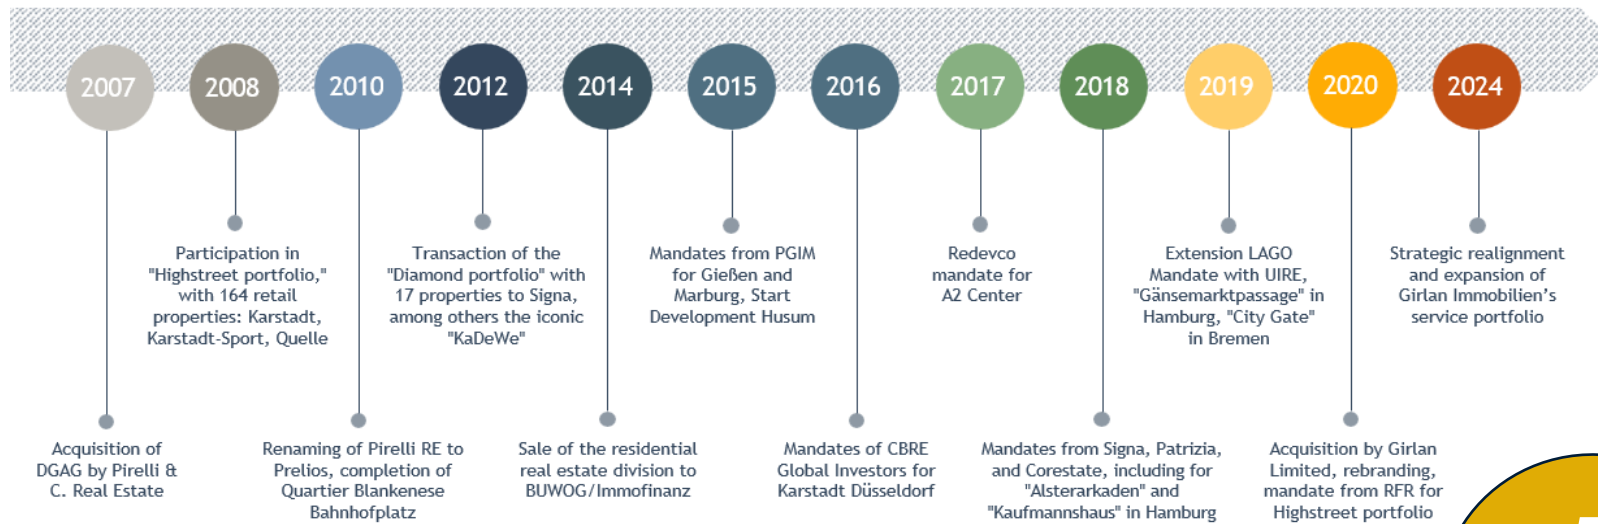 2007
2008
2010
2012
2014
2015
2016
2017
2018
2019
2020
2024
Participation in
"Highstreet portfolio,"
with 164 retail
properties: Karstadt,
Karstadt-Sport, Quelle
Transaction of the
"Diamond portfolio" with
17 properties to Signa,
among others the iconic
"KaDeWe"
Mandates from PGIM
for Gießen and
Marburg, Start
Development Husum
Redevco
mandate for
A2 Center
Extension LAGO
Mandate with UIRE,
"Gänsemarktpassage" in
Hamburg, "City Gate"
in Bremen
Strategic realignment
and expansion of
Girlan Immobilien’s
service portfolio
Acquisition of
DGAG by Pirelli &
C. Real Estate
Renaming of Pirelli RE to
Prelios, completion of
Quartier Blankenese
Bahnhofplatz
Sale of the residential
real estate division to
BUWOG/Immofinanz
Mandates of CBRE
Global Investors for
Karstadt Düsseldorf
Mandates from Signa, Patrizia,
and Corestate, including for
"Alsterarkaden" and
"Kaufmannshaus" in Hamburg
Acquisition by Girlan
Limited, rebranding,
mandate from RFR for
Highstreet portfolio